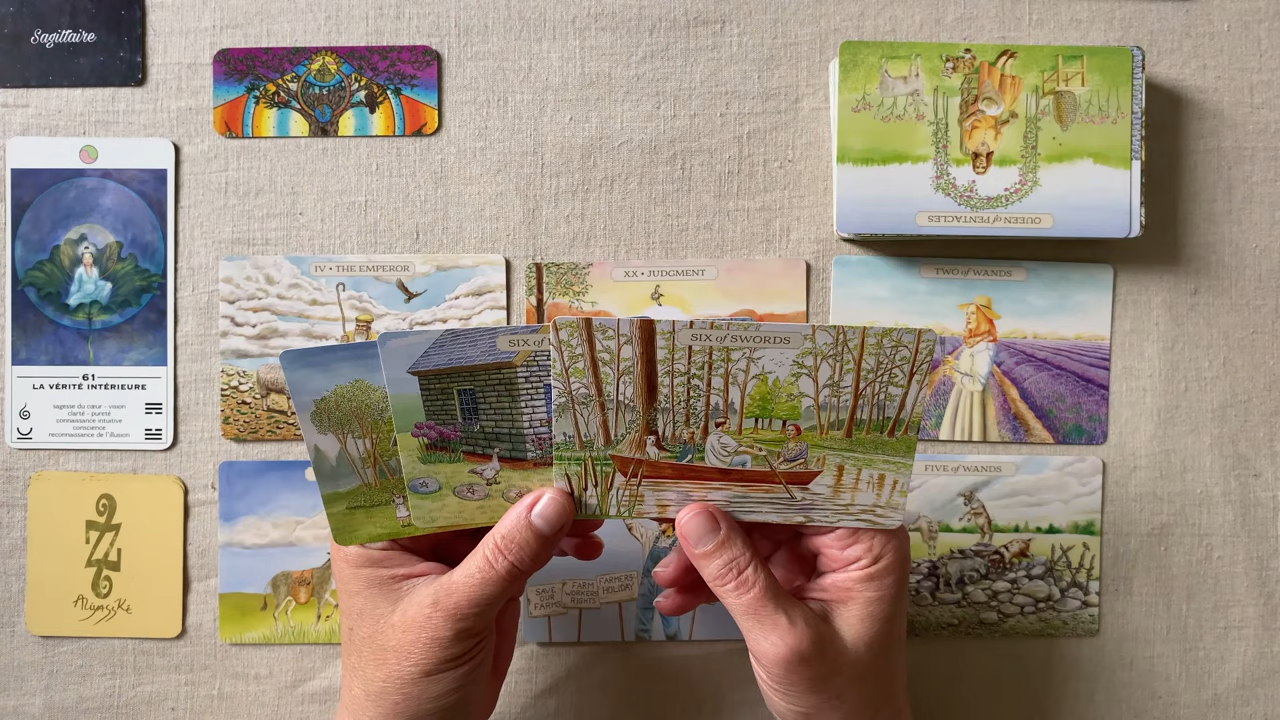 Sagittaire
QUEEN of PENTACLES
IV • THE EMPEROR
XX • JUDGMENT
TWO of WANDS
SIX of
SIX of SWORDS
61
LA VÉRITÉ INTÉRIEURE
sagesse du cœur - vision
clarté - pureté
connaissance intuitive
conscience
reconnaissance de l'illusion
FIVE of WANDS
SAVE
OUR
FARMS
FARM
WORKERS
RIGHTS
FARMERS
HOLIDAY